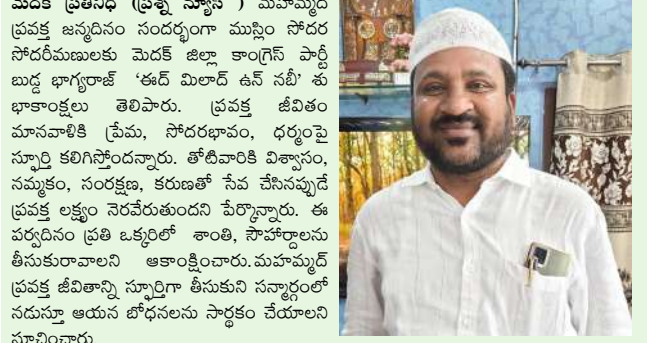 మెదక్ ప్రతినిధి (ప్రశ్న న్యూస్ ) మహమ్మద్
ప్రవక్త జన్మదినం సందర్భంగా ముస్లిం సోదర
సోదరీమణులకు మెదక్ జిల్లా కాంగ్రెస్ పార్టీ
బుడ్డ భాగ్యరాజ్ ‘ఈద్ మిలాద్ ఉన్ నబీ’ శు
భాకాంక్షలు తెలిపారు. ప్రవక్త జీవితం
మానవాళికి ప్రేమ, సోదరభావం, ధర్మంపై
స్ఫూర్తి కలిగిస్తోందన్నారు. తోటివారికి విశ్వాసం,
నమ్మకం, సంరక్షణ, కరుణతో సేవ చేసినప్పుడే
ప్రవక్త లక్ష్యం నెరవేరుతుందని పేర్కొన్నారు. ఈ
పర్వదినం ప్రతి ఒక్కరిలో శాంతి, సౌహార్దాలను
తీసుకురావాలని ఆకాంక్షించారు.మహమ్మద్
ప్రవక్త జీవితాన్ని స్ఫూర్తిగా తీసుకుని సన్మార్గంలో
నడుస్తూ ఆయన బోధనలను సార్థకం చేయాలని
సూచించారు